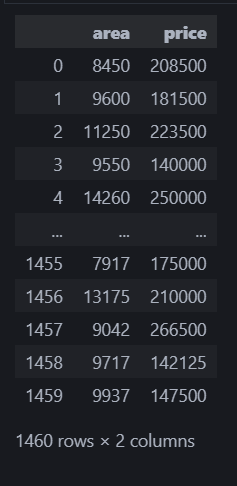 area price
0 8450 208500
1 9600 181500
2 11250 223500
3 9550 140000
4 14260 250000
... ... ...
1455 7917 175000
1456 13175 210000
1457 9042 266500
1458 9717 142125
1459 9937 147500
1460 rows × 2 columns